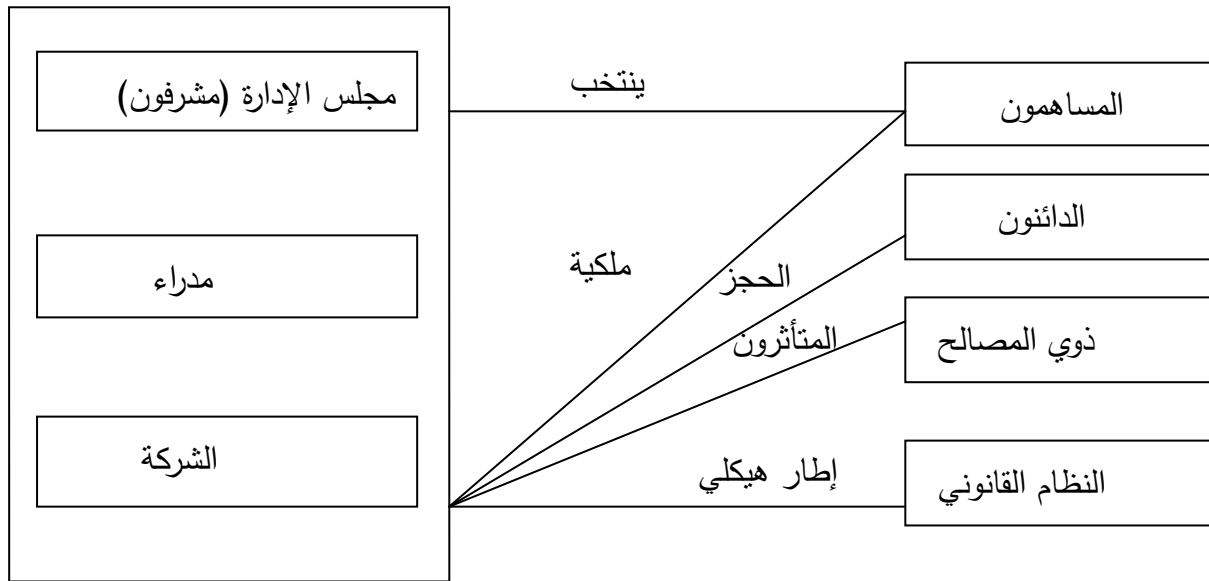 ينتخب
مجلس الإدارة (مشرفون)
المساهمون
الدائنون
مدراء
ملكية
الحجز
المتأثرون
ذوي المصالح
الشركة
إطار هيكلي
النظام القانوني